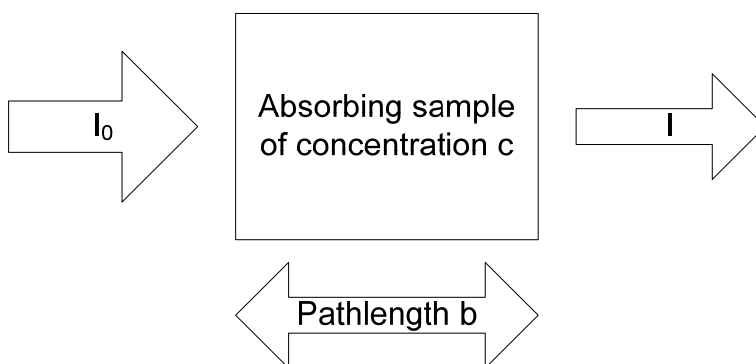 I₀
Absorbing sample
of concentration c
I
Pathlength b